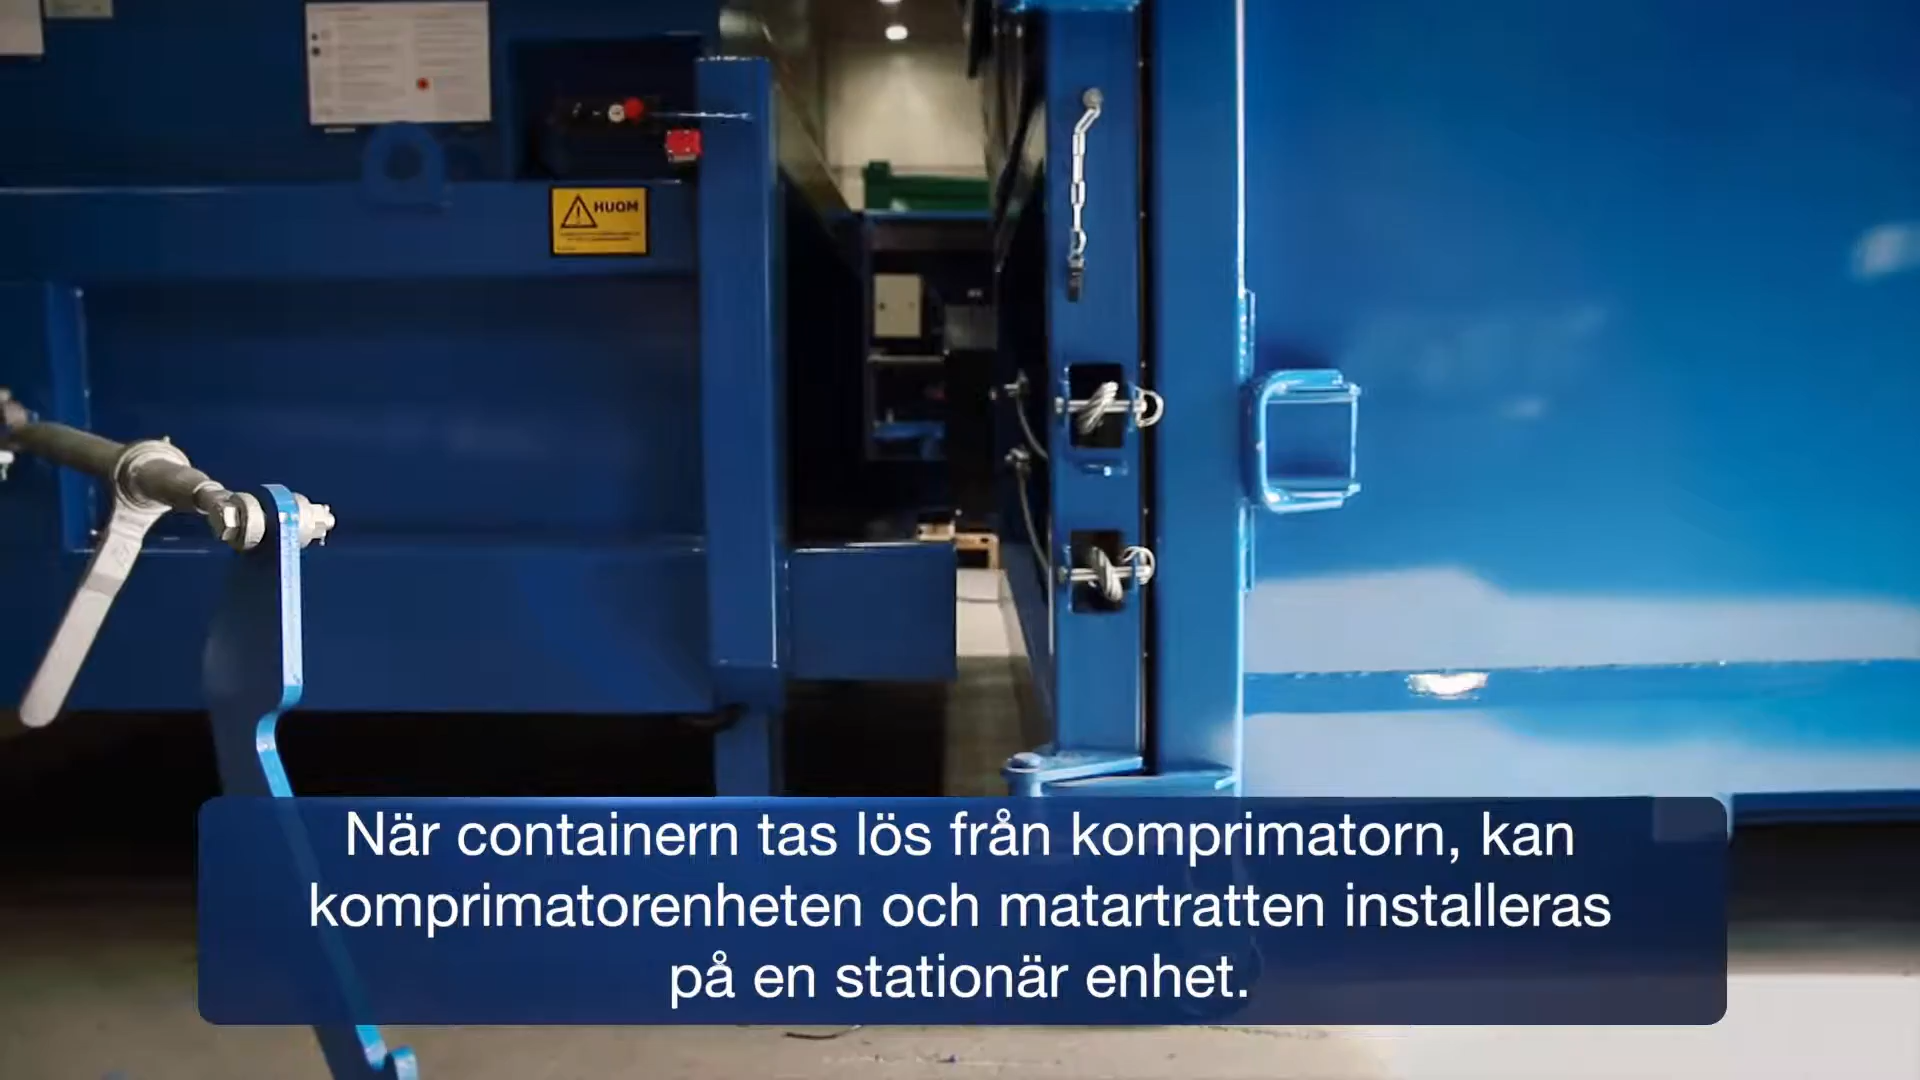 HUOM
När containern tas lös från komprimatorn, kan
komprimatorenheten och matartratten installeras
på en stationär enhet.